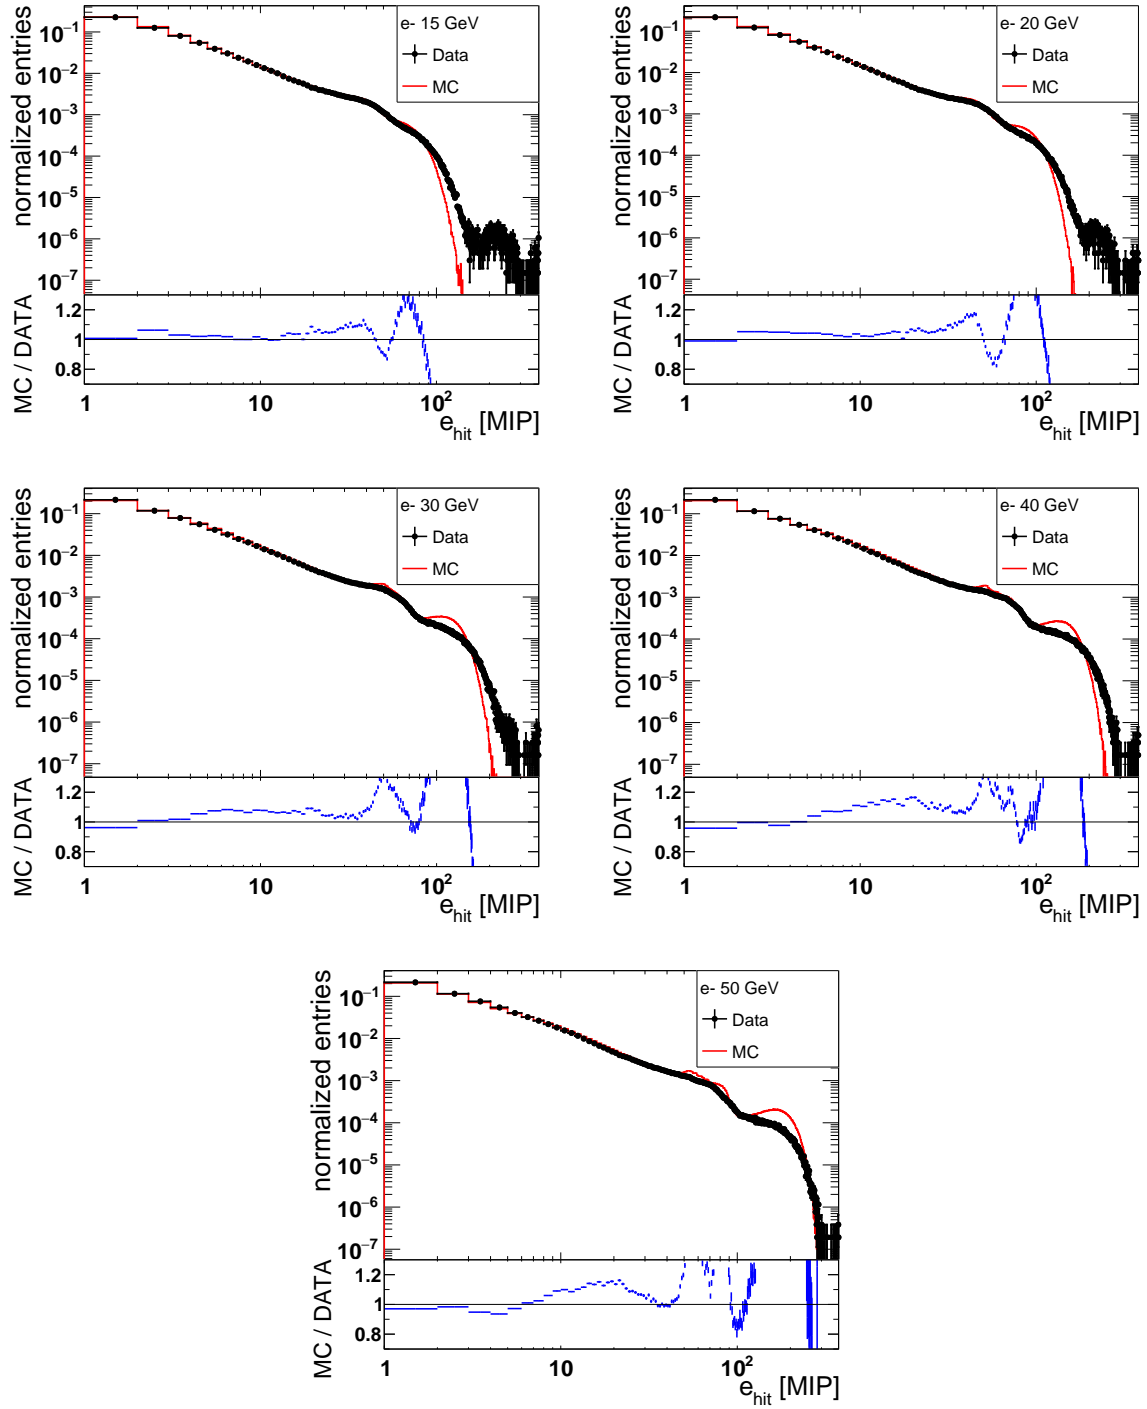 e- 15 GeV
Data
MC
normalized entries
10⁻¹
10⁻²
10⁻³
10⁻⁴
10⁻⁵
10⁻⁶
10⁻⁷
MC / DATA
1.2
1
0.8
1
10
10²
e_hit [MIP]
e- 20 GeV
Data
MC
normalized entries
10⁻¹
10⁻²
10⁻³
10⁻⁴
10⁻⁵
10⁻⁶
10⁻⁷
MC / DATA
1.2
1
0.8
1
10
10²
e_hit [MIP]
e- 30 GeV
Data
MC
normalized entries
10⁻¹
10⁻²
10⁻³
10⁻⁴
10⁻⁵
10⁻⁶
10⁻⁷
MC / DATA
1.2
1
0.8
1
10
10²
e_hit [MIP]
e- 40 GeV
Data
MC
normalized entries
10⁻¹
10⁻²
10⁻³
10⁻⁴
10⁻⁵
10⁻⁶
10⁻⁷
MC / DATA
1.2
1
0.8
1
10
10²
e_hit [MIP]
e- 50 GeV
Data
MC
normalized entries
10⁻¹
10⁻²
10⁻³
10⁻⁴
10⁻⁵
10⁻⁶
10⁻⁷
MC / DATA
1.2
1
0.8
1
10
10²
e_hit [MIP]